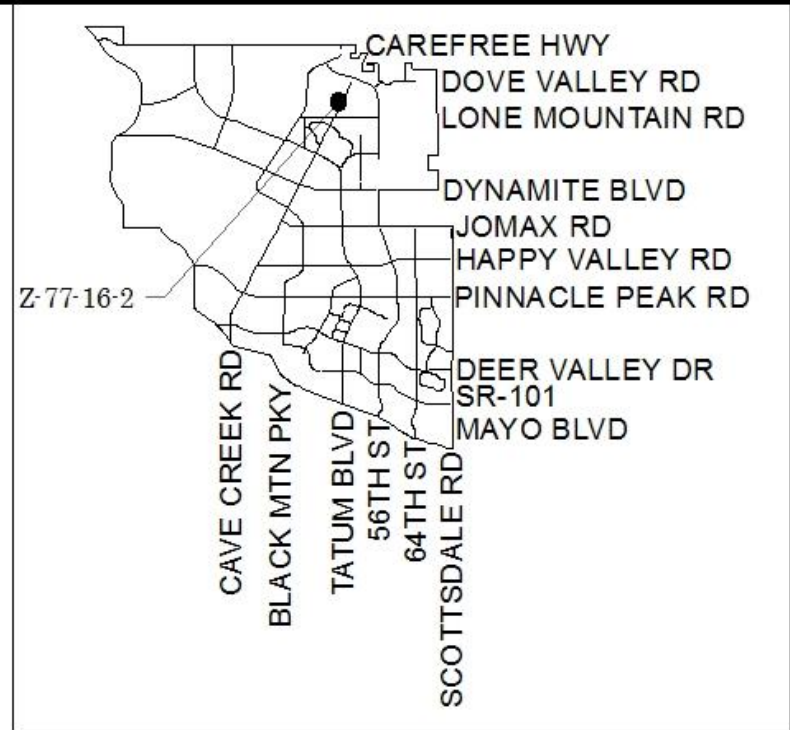 CAREFREE HWY
DOVE VALLEY RD
LONE MOUNTAIN RD
DYNAMITE BLVD
JOMAX RD
HAPPY VALLEY RD
Z-77-16-2
PINNACLE PEAK RD
DEER VALLEY DR
SR-101
MAYO BLVD
CAVE CREEK RD
BLACK MTN PKY
TATUM BLVD
56TH ST
64TH ST
SCOTTSDALE RD